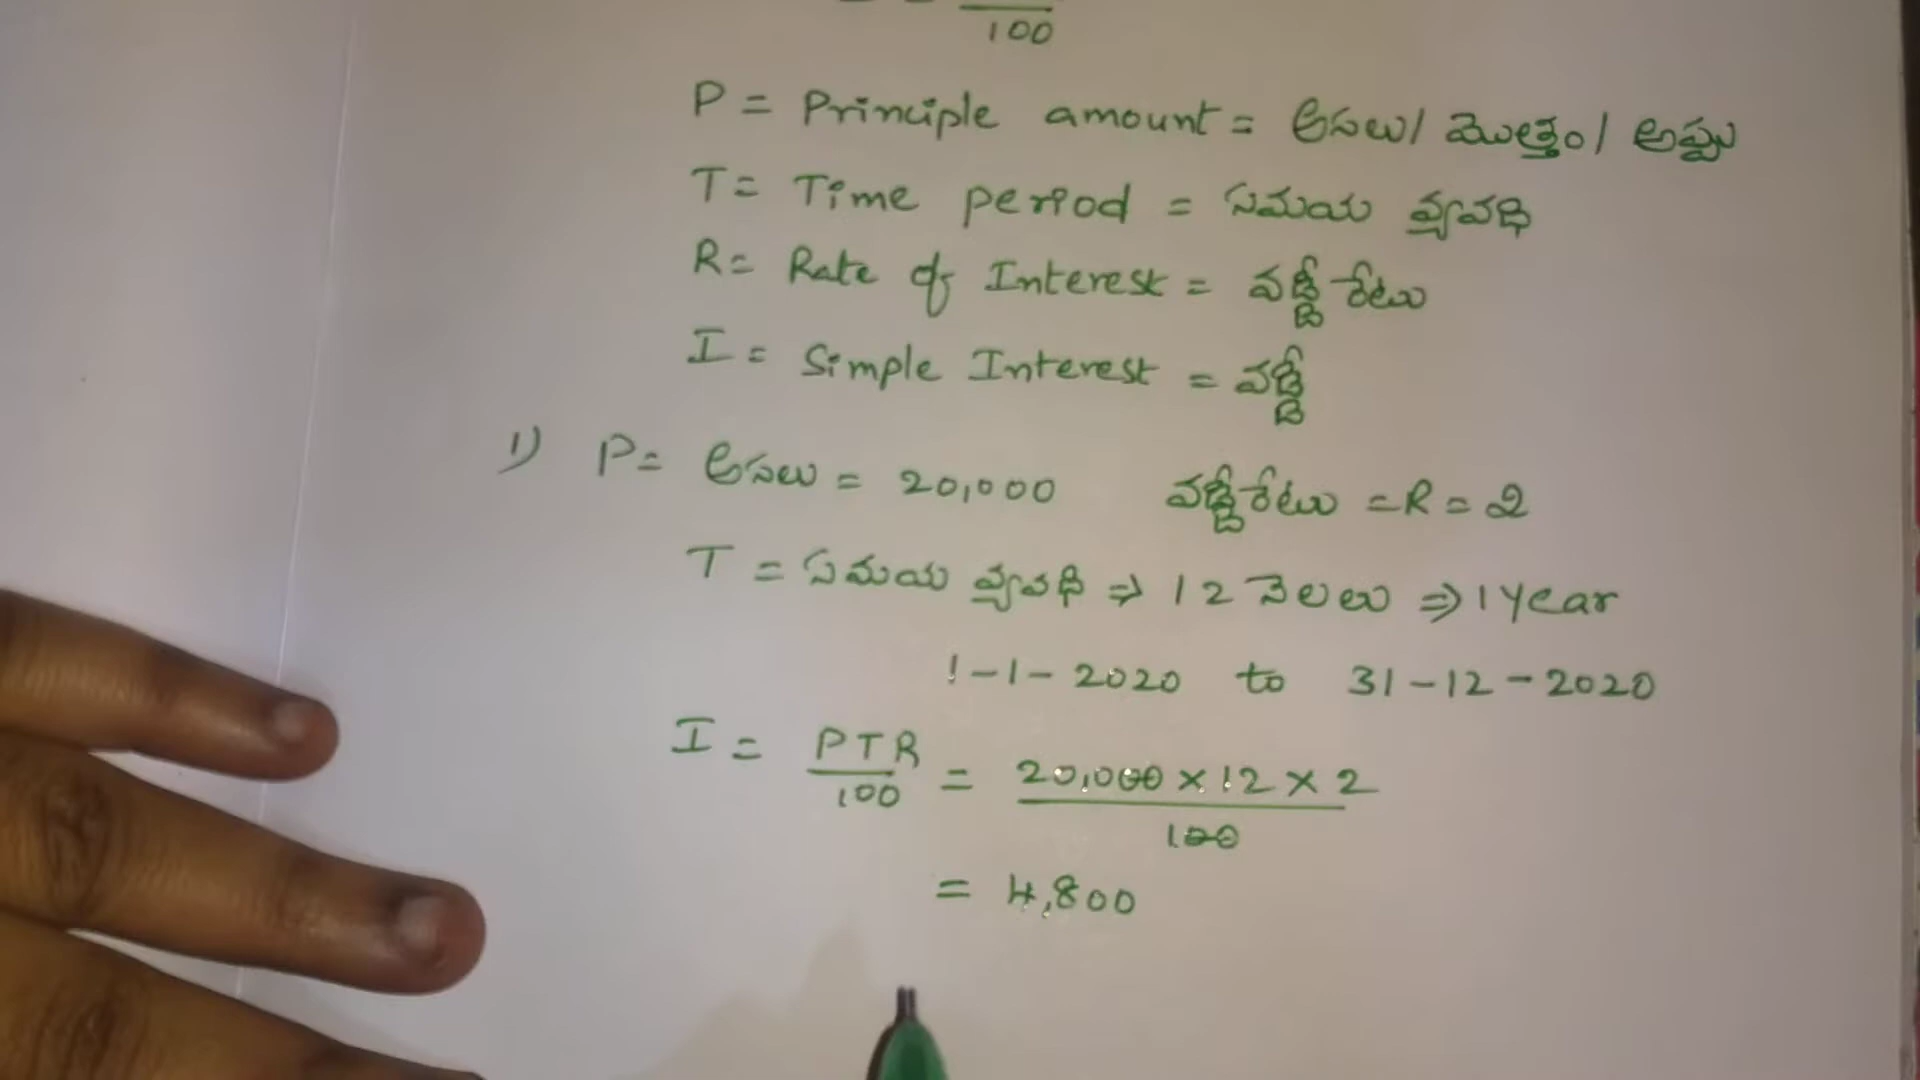 100
P = Principle amount = అసలు/ మొత్తం/ అప్పు
T = Time period = సమయ వ్యవధి
R = Rate of Interest = వడ్డీ రేటు
I = Simple Interest = వడ్డీ
1) P = అసలు = 20,000 వడ్డీరేటు = R = 2
T = సమయ వ్యవధి ⇒ 12 నెలలు ⇒ 1 year
1-1-2020 to 31-12-2020
I = PTR/100 = 20,000 × 12 × 2/100
= 4,800